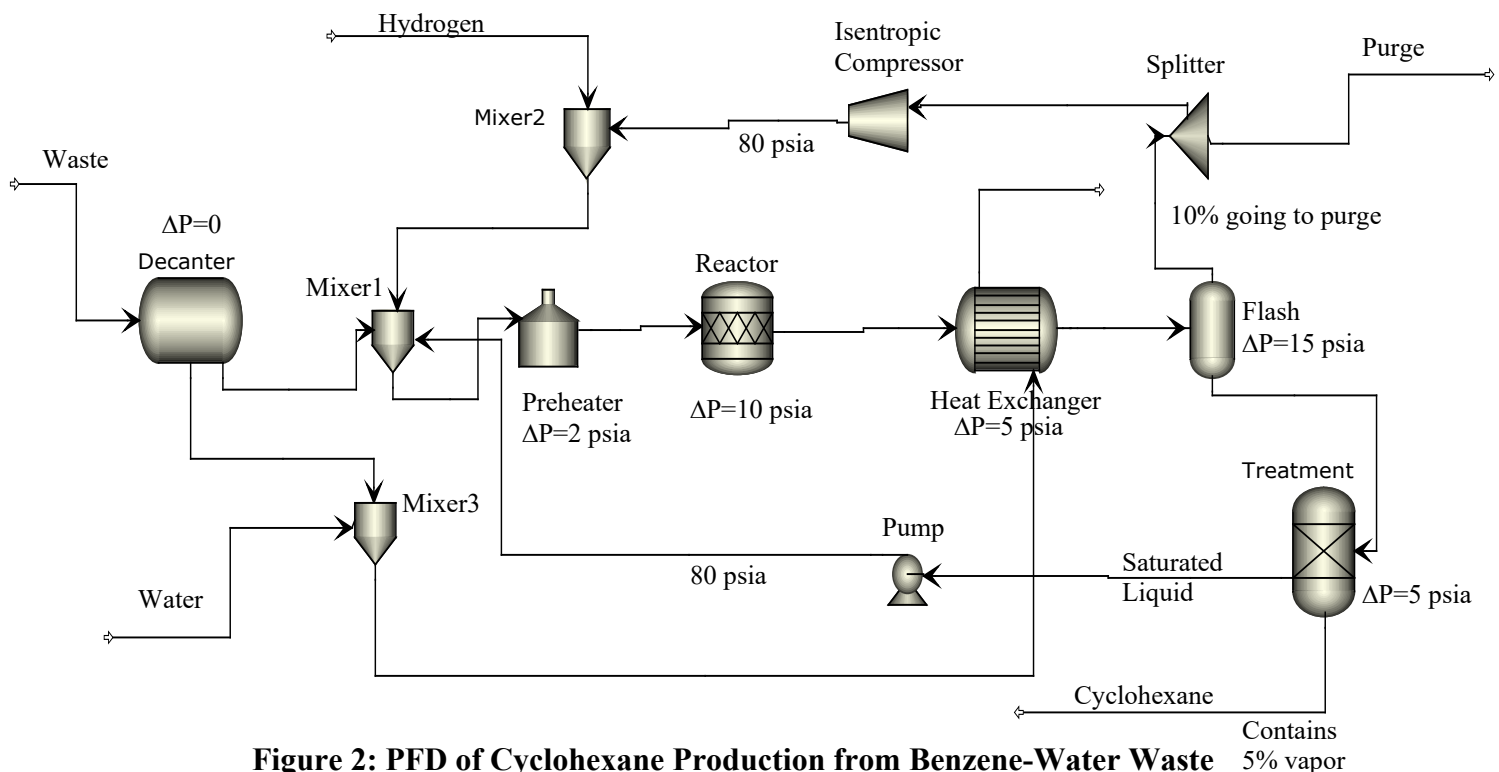 Hydrogen
Isentropic
Compressor
Splitter
Purge
Mixer2
80 psia
Waste
10% going to purge
ΔP=0
Decanter
Mixer1
Reactor
Flash
ΔP=15 psia
Preheater
ΔP=2 psia
ΔP=10 psia
Heat Exchanger
ΔP=5 psia
Treatment
Mixer3
Pump
80 psia
Saturated
Liquid
ΔP=5 psia
Water
Cyclohexane
Contains
5% vapor
Figure 2: PFD of Cyclohexane Production from Benzene-Water Waste